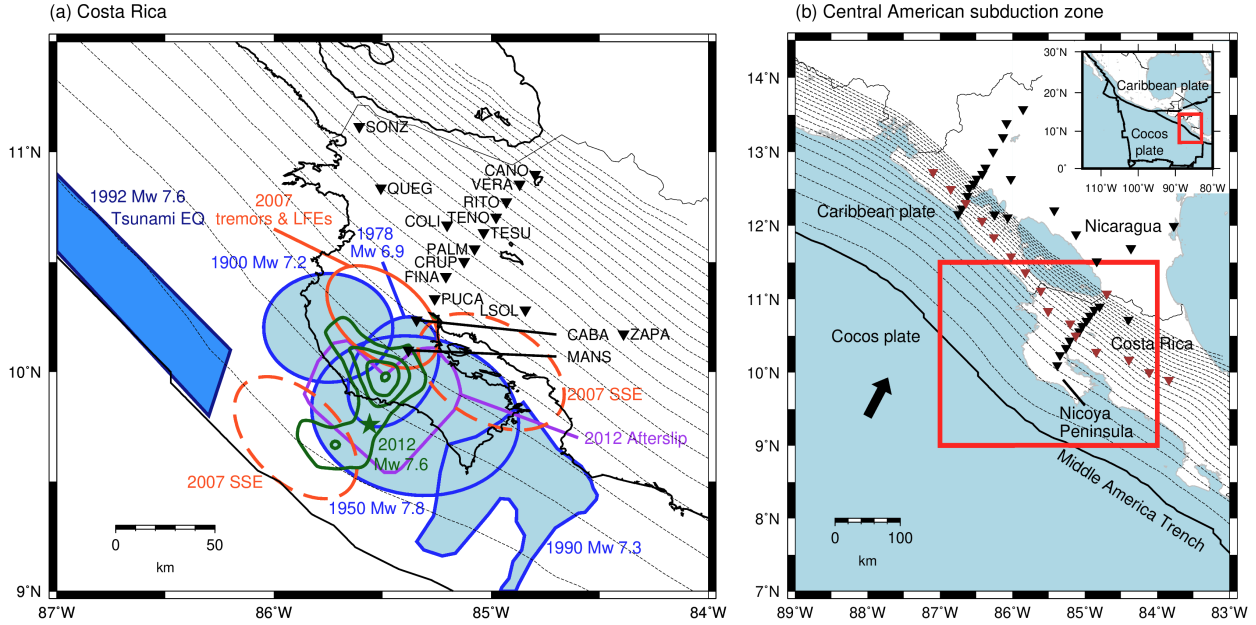 (a) Costa Rica
11˚N
10˚N
9˚N
87˚W
86˚W
85˚W
84˚W
1992 Mw 7.6
Tsunami EQ
2007
tremors & LFEs
1978
Mw 6.9
1900 Mw 7.2
SONZ
QUEG
CANO
VERA
RITO
COLI
TENO
TESU
PALM
CRUP
FINA
PUCA
LSOL
CABA
ZAPA
MANS
2007 SSE
2012 Afterslip
2012
Mw 7.6
2007 SSE
1950 Mw 7.8
1990 Mw 7.3
0
50
km
(b) Central American subduction zone
14˚N
13˚N
12˚N
11˚N
10˚N
9˚N
8˚N
7˚N
89˚W
88˚W
87˚W
86˚W
85˚W
84˚W
83˚W
30˚N
20˚N
10˚N
0˚
110˚W
100˚W
90˚W
80˚W
Caribbean plate
Cocos
plate
Caribbean plate
Nicaragua
Cocos plate
Costa Rica
Nicoya
Peninsula
Middle America Trench
0
100
km